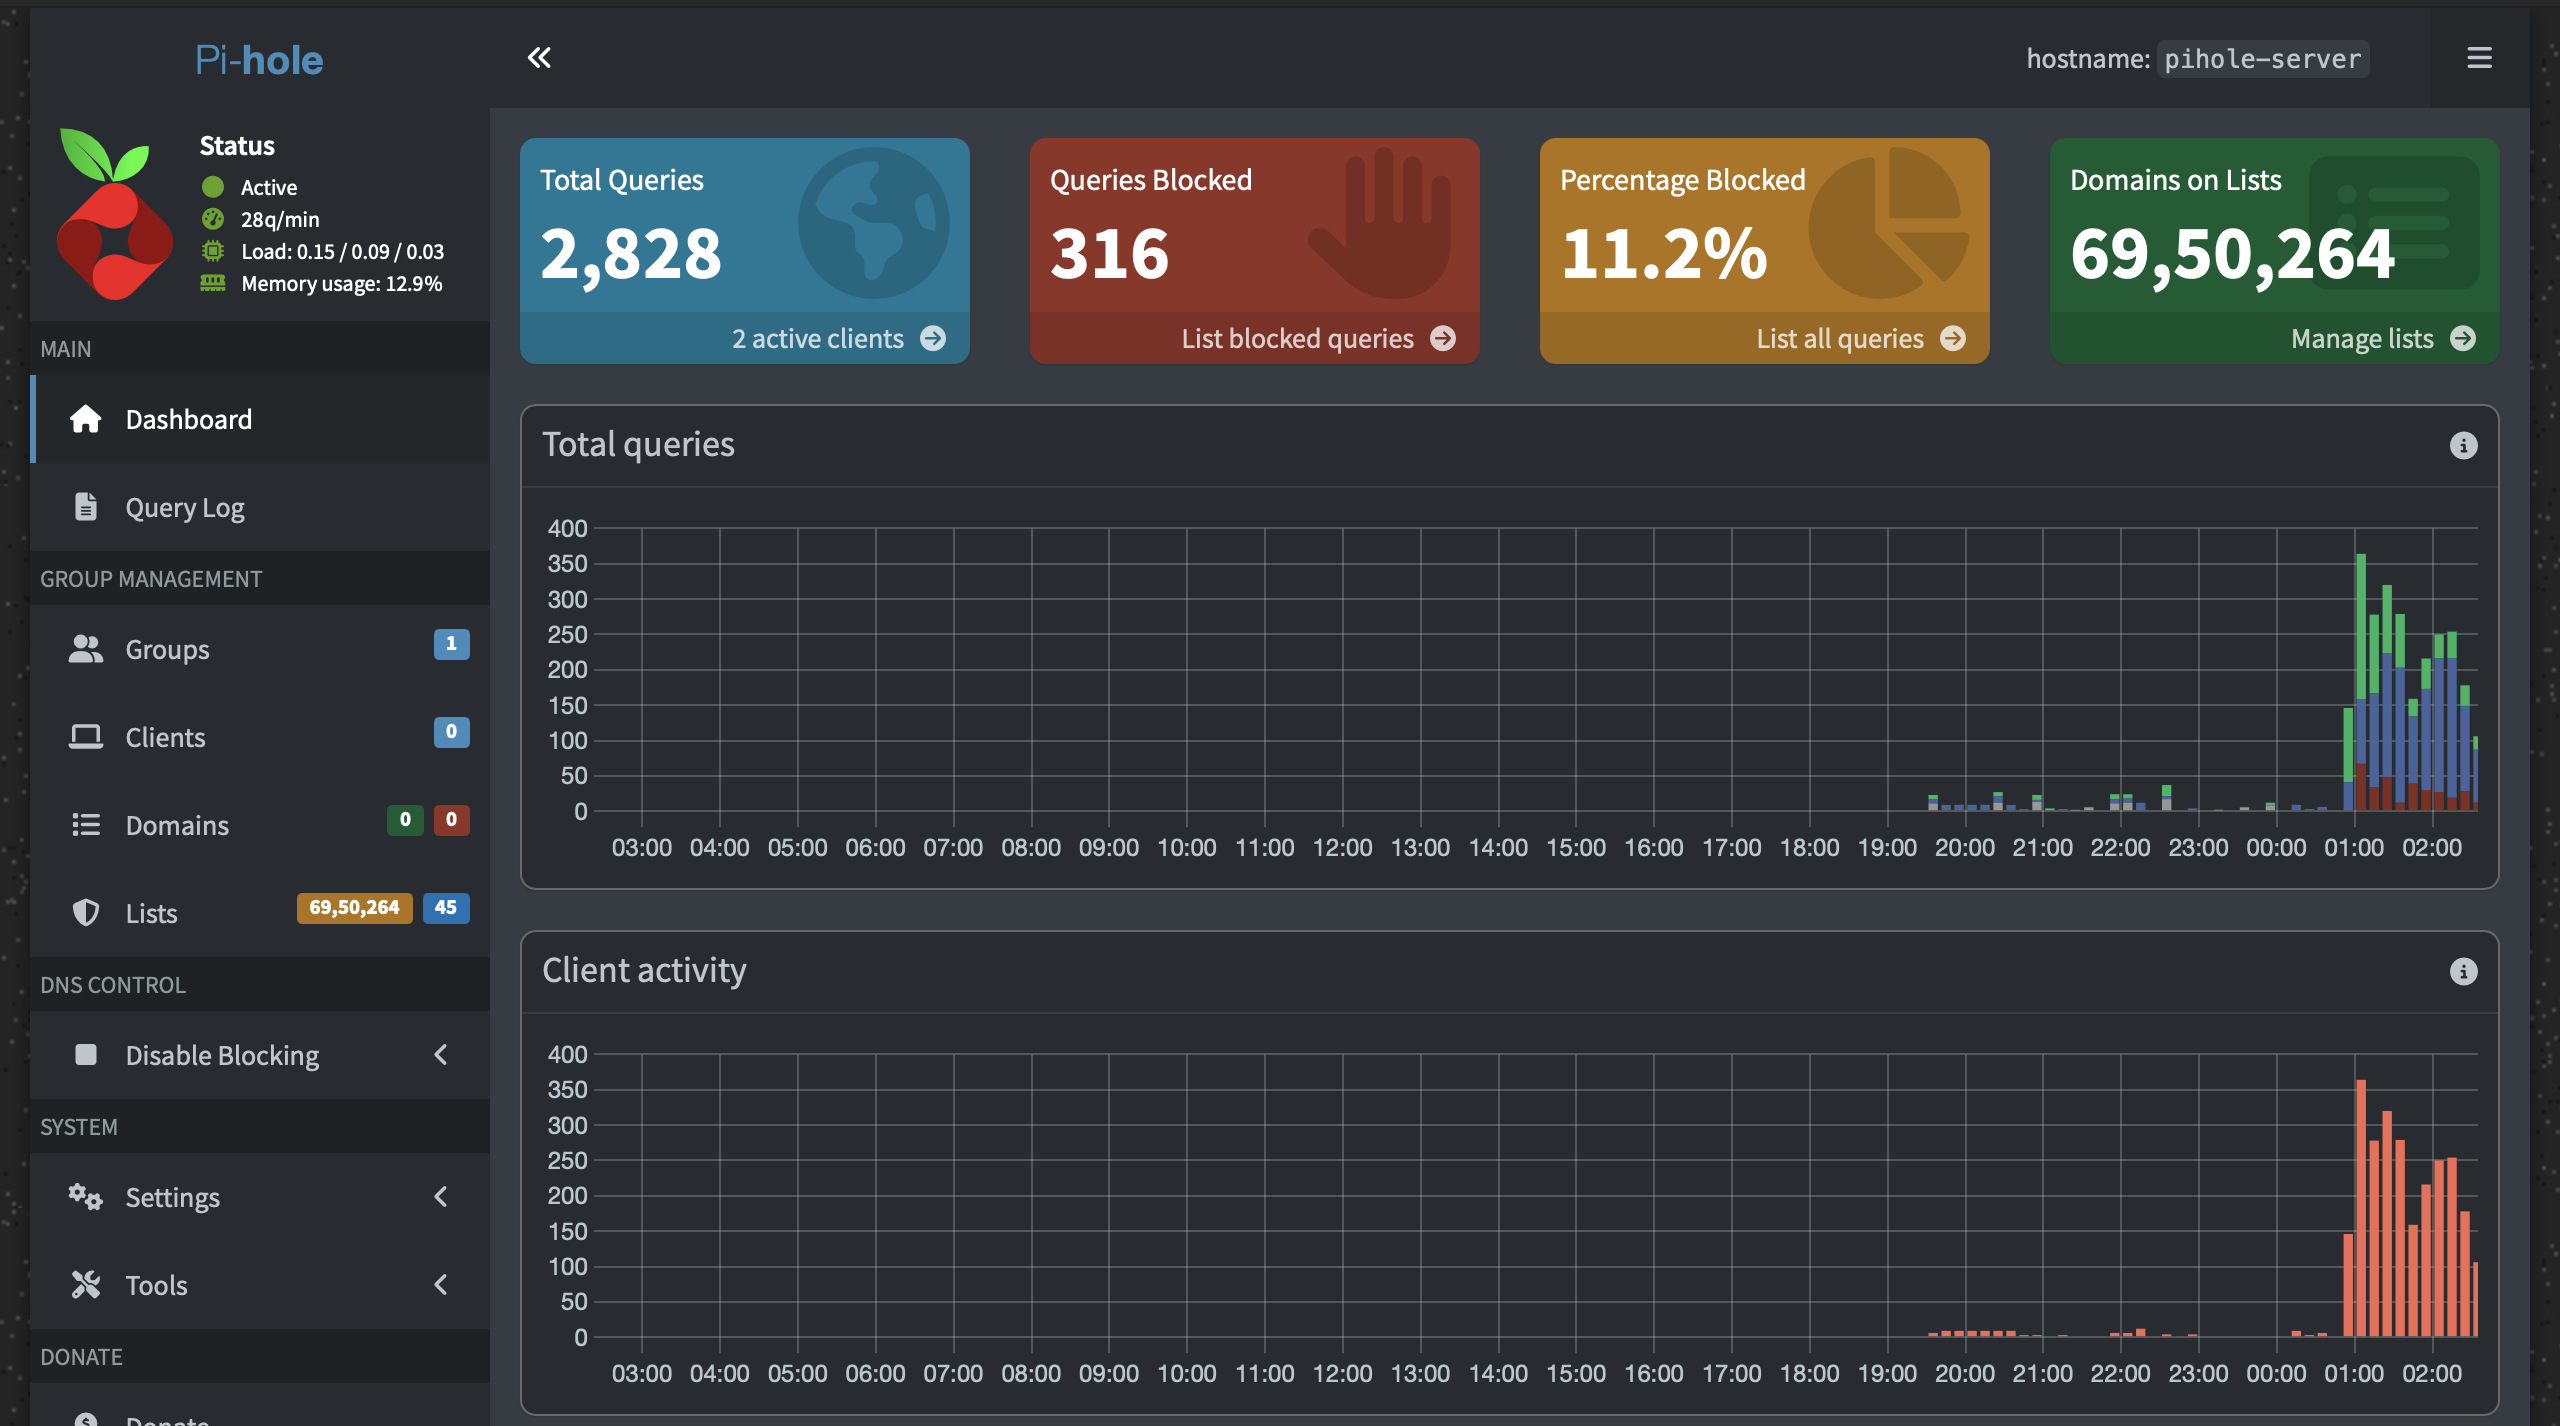 Pi-hole
hostname: pihole-server
Status
Active
28q/min
Load: 0.15 / 0.09 / 0.03
Memory usage: 12.9%
MAIN
Dashboard
Query Log
GROUP MANAGEMENT
Groups 1
Clients 0
Domains 0 0
Lists 69,50,264 45
DNS CONTROL
Disable Blocking
SYSTEM
Settings
Tools
DONATE
Donate
Total Queries
2,828
2 active clients
Queries Blocked
316
List blocked queries
Percentage Blocked
11.2%
List all queries
Domains on Lists
69,50,264
Manage lists
Total queries
400
350
300
250
200
150
100
50
0
03:00 04:00 05:00 06:00 07:00 08:00 09:00 10:00 11:00 12:00 13:00 14:00 15:00 16:00 17:00 18:00 19:00 20:00 21:00 22:00 23:00 00:00 01:00 02:00
Client activity
400
350
300
250
200
150
100
50
0
03:00 04:00 05:00 06:00 07:00 08:00 09:00 10:00 11:00 12:00 13:00 14:00 15:00 16:00 17:00 18:00 19:00 20:00 21:00 22:00 23:00 00:00 01:00 02:00